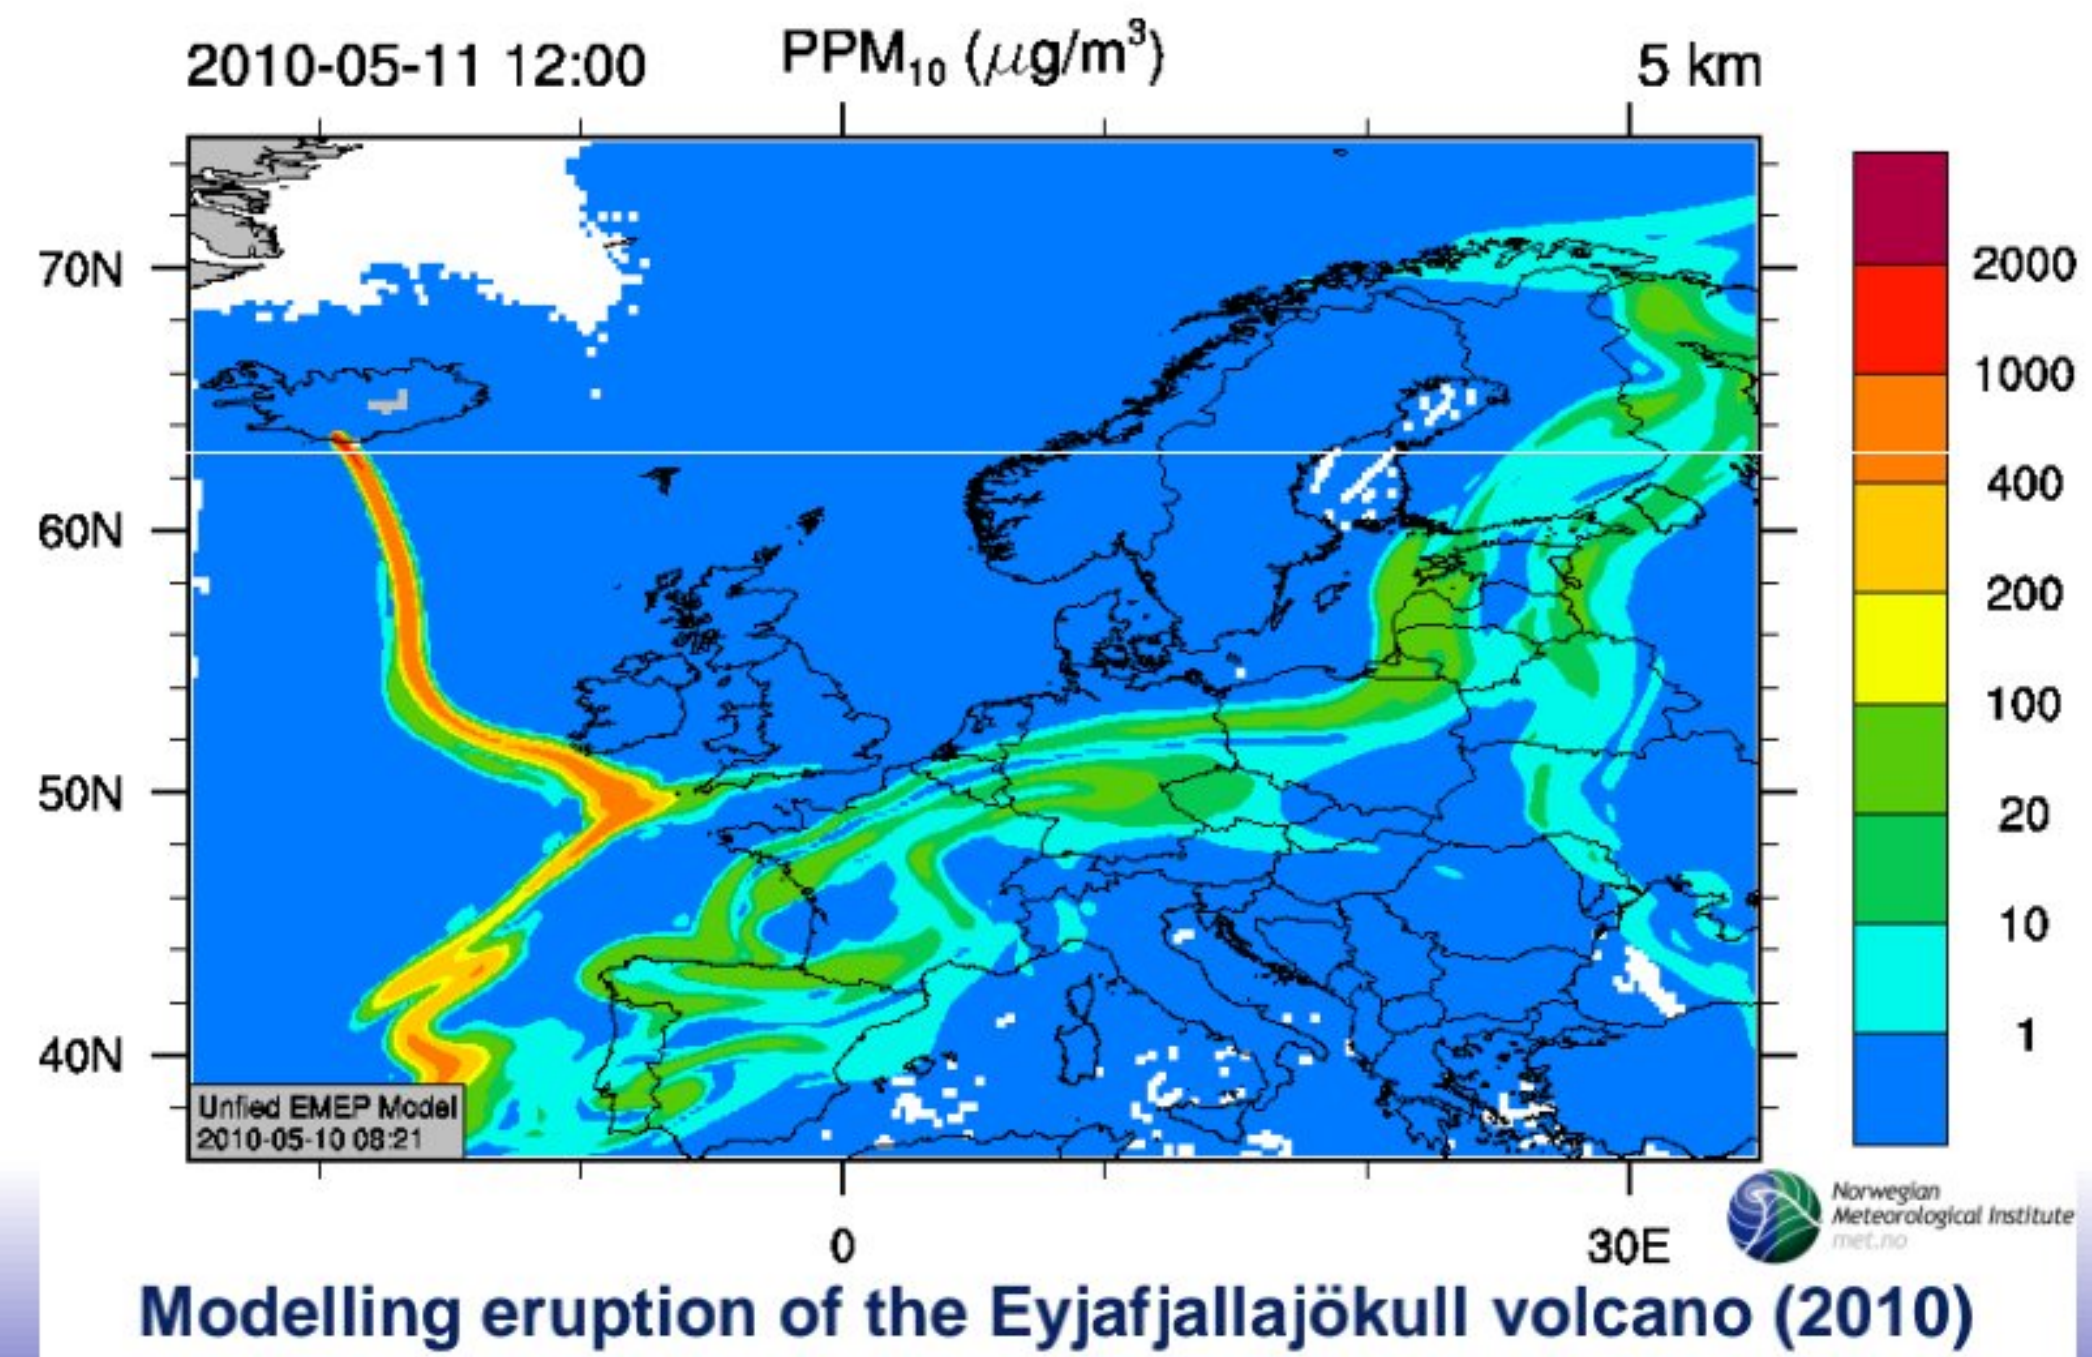 2010-05-11 12:00 PPM₁₀ (μg/m³) 5 km
70N
60N
50N
40N
2000
1000
400
200
100
20
10
1
Unfied EMEP Model
2010-05-10 08:21
0
30E
Norwegian
Meteorological Institute
met.no
Modelling eruption of the Eyjafjallajökull volcano (2010)